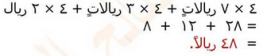 ٤ × ٧ ريالاتٍ + ٤ × ٣ ريالاتٍ + ٤ × ٢ ريال
= ٢٨ + ١٢ + ٨
= ٤٨ ريالاً.